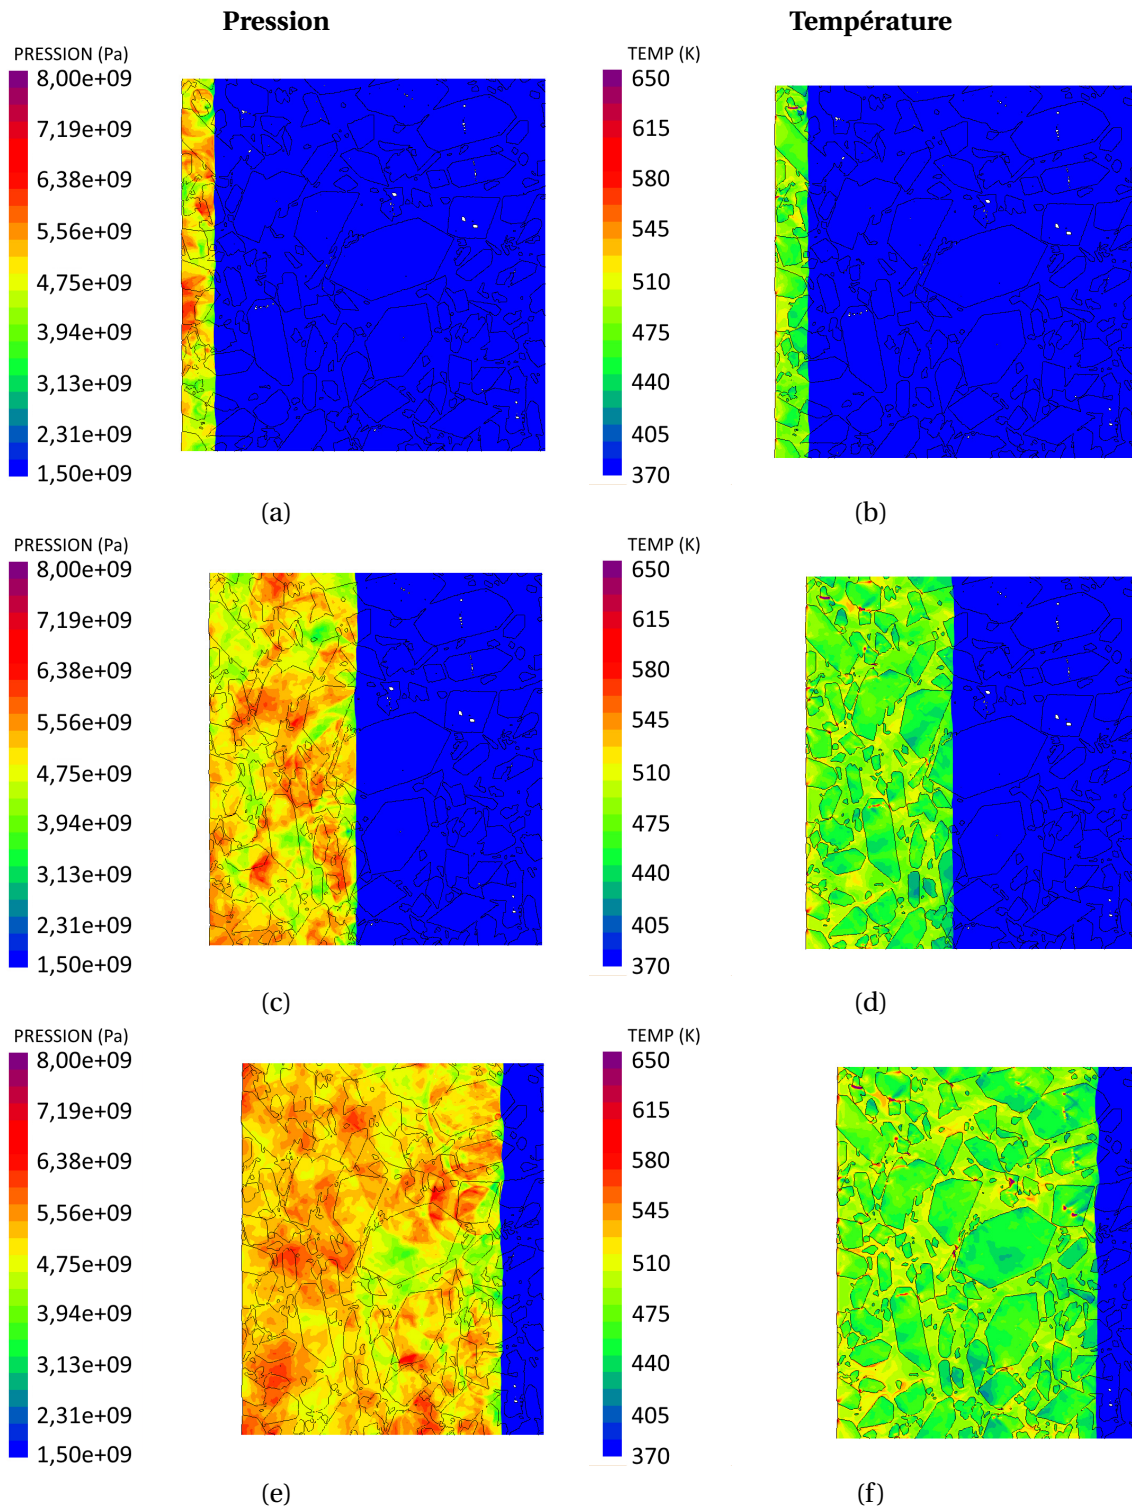 Pression Température
PRESSION (Pa) TEMP (K)
8,00e+09 650
7,19e+09 615
6,38e+09 580
5,56e+09 545
4,75e+09 510
3,94e+09 475
3,13e+09 440
2,31e+09 405
1,50e+09 370
(a) (b)
PRESSION (Pa) TEMP (K)
8,00e+09 650
7,19e+09 615
6,38e+09 580
5,56e+09 545
4,75e+09 510
3,94e+09 475
3,13e+09 440
2,31e+09 405
1,50e+09 370
(c) (d)
PRESSION (Pa) TEMP (K)
8,00e+09 650
7,19e+09 615
6,38e+09 580
5,56e+09 545
4,75e+09 510
3,94e+09 475
3,13e+09 440
2,31e+09 405
1,50e+09 370
(e) (f)